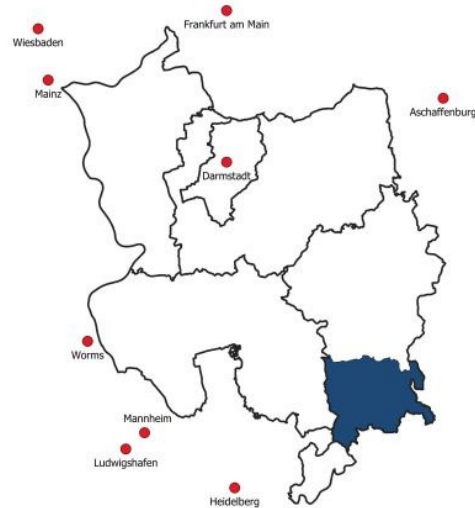 Frankfurt am Main
Wiesbaden
Mainz
Aschaffenburg
Darmstadt
Worms
Mannheim
Ludwigshafen
Heidelberg